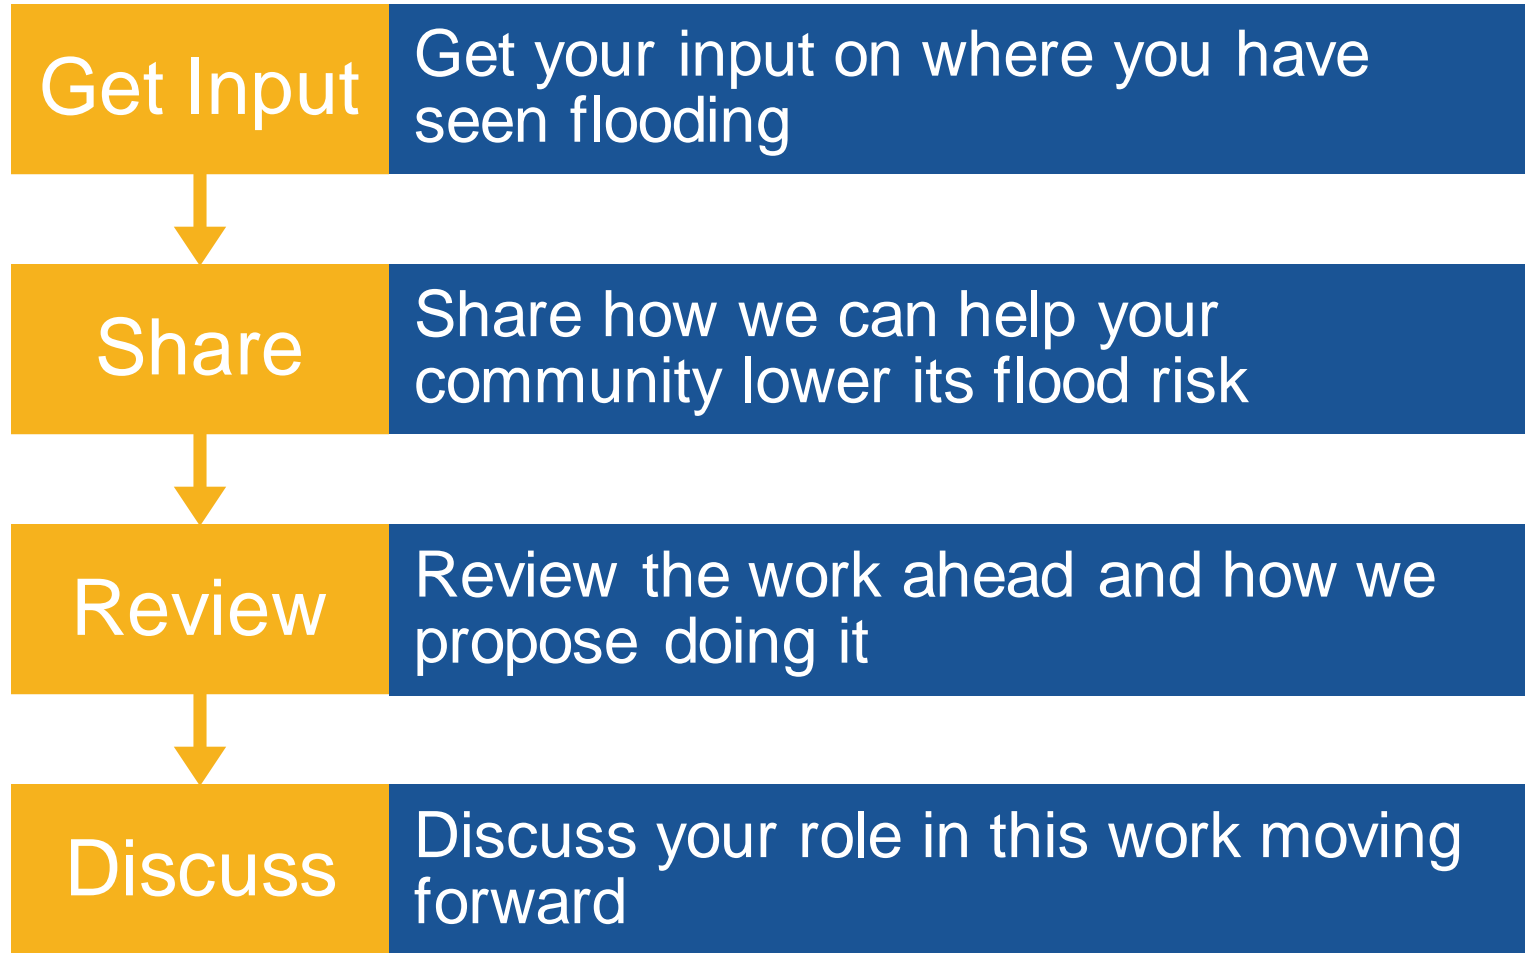 Get Input
Get your input on where you have
seen flooding
Share
Share how we can help your
community lower its flood risk
Review
Review the work ahead and how we
propose doing it
Discuss
Discuss your role in this work moving
forward